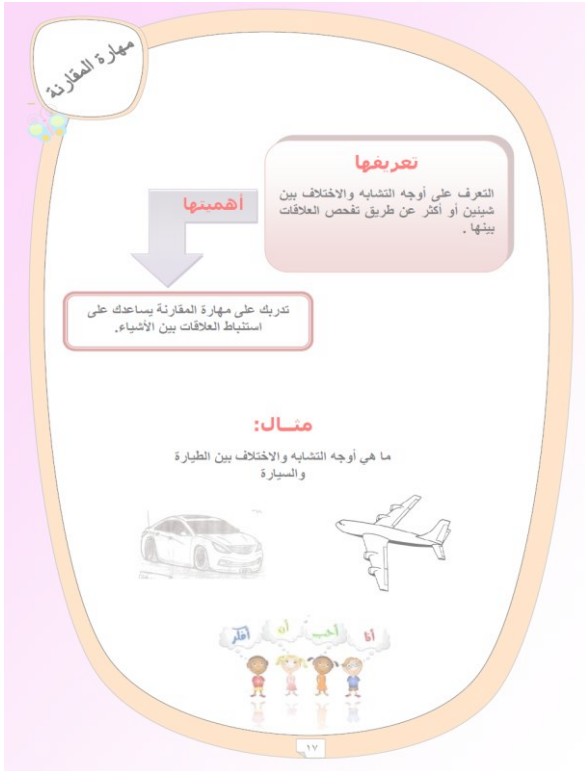 مهارة المقارنة
تعريفها
التعرف على أوجه التشابه والاختلاف بين
شيئين أو أكثر عن طريق تفحص العلاقات
بينها .
أهميتها
تدربك على مهارة المقارنة يساعدك على
استنباط العلاقات بين الأشياء.
مثــال:
ما هي أوجه التشابه والاختلاف بين الطيارة
والسيارة
أنا أحب أن أفكر
١٧